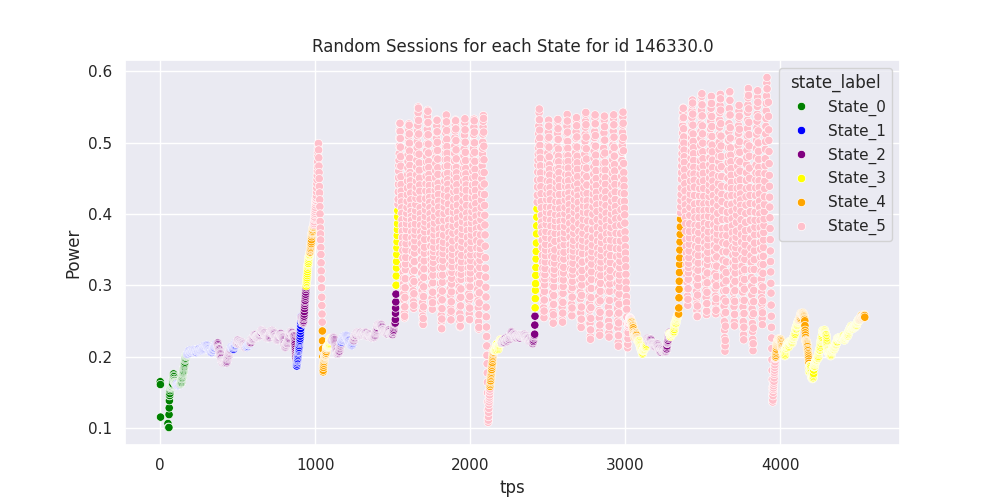 Random Sessions for each State for id 146330.0
Power
0.6
0.5
0.4
0.3
0.2
0.1
0
1000
2000
3000
4000
tps
state_label
State_0
State_1
State_2
State_3
State_4
State_5